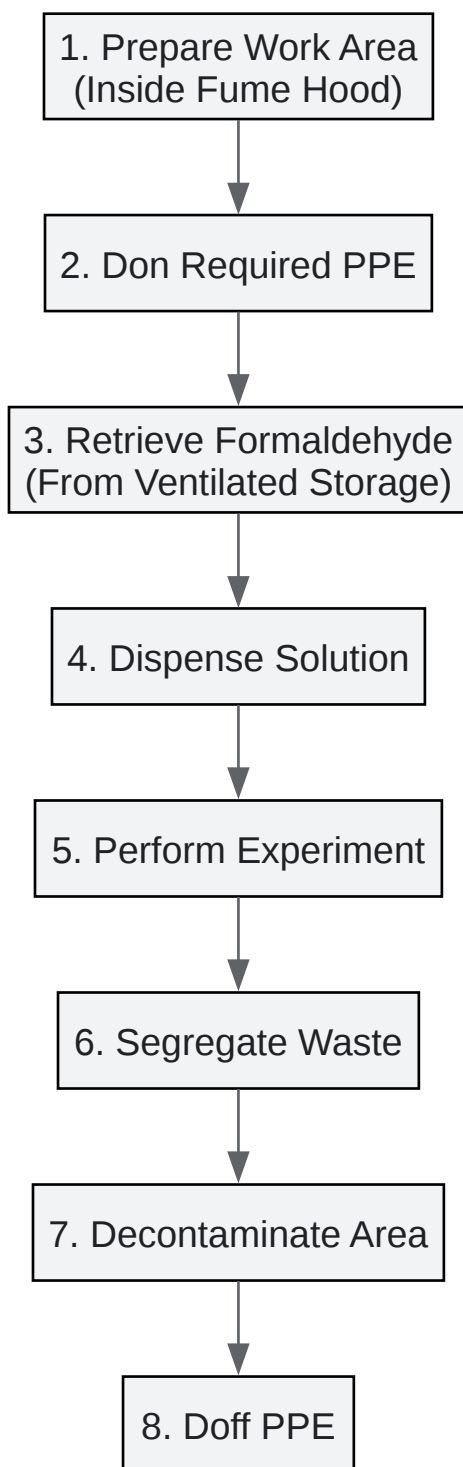 1. Prepare Work Area
(Inside Fume Hood)
2. Don Required PPE
3. Retrieve Formaldehyde
(From Ventilated Storage)
4. Dispense Solution
5. Perform Experiment
6. Segregate Waste
7. Decontaminate Area
8. Doff PPE